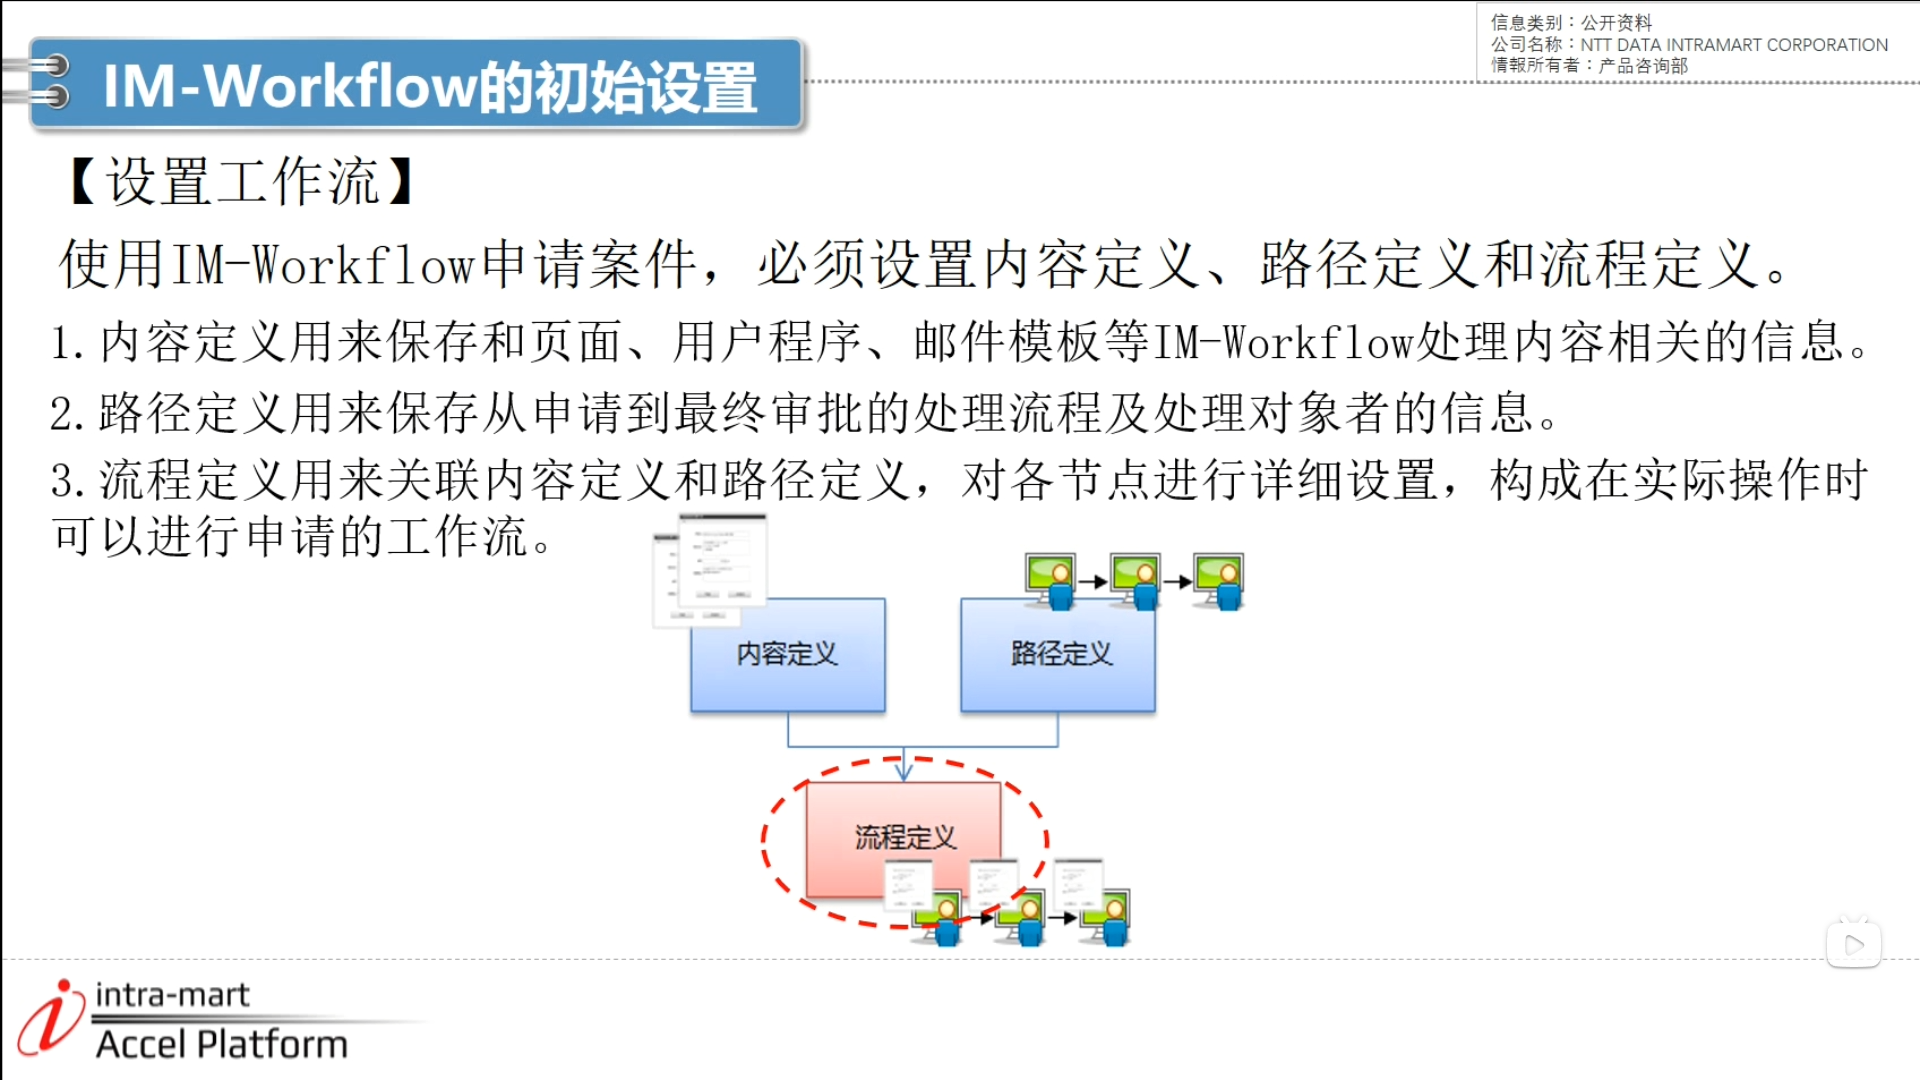 信息类别：公开资料
公司名称：NTT DATA INTRAMART CORPORATION
情報所有者：产品咨询部
IM-Workflow的初始设置
【设置工作流】
使用IM-Workflow申请案件，必须设置内容定义、路径定义和流程定义。
1.内容定义用来保存和页面、用户程序、邮件模板等IM-Workflow处理内容相关的信息。
2.路径定义用来保存从申请到最终审批的处理流程及处理对象者的信息。
3.流程定义用来关联内容定义和路径定义，对各节点进行详细设置，构成在实际操作时
可以进行申请的工作流。
内容定义
路径定义
流程定义
intra-mart
Accel Platform